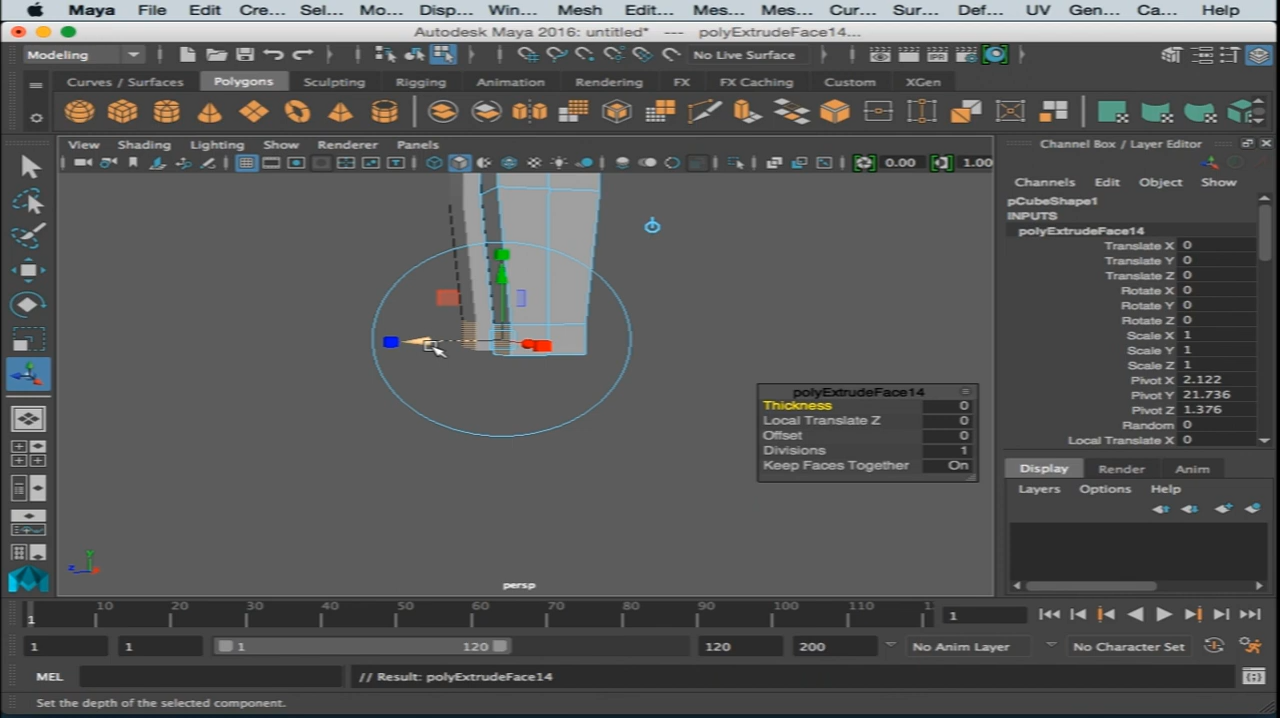 Maya File Edit Cre... Sel... Mo... Disp... Win... Mesh Edit... Mes... Mes... Cur... Sur... Def... UV Gen... Ca... Help
Autodesk Maya 2016: untitled* --- polyExtrudeFace14...
Modeling No Live Surface
Curves / Surfaces Polygons Sculpting Rigging Animation Rendering FX FX Caching Custom XGen
View Shading Lighting Show Renderer Panels
0.00 1.00
Channel Box / Layer Editor
Channels Edit Object Show
pCubeShape1
INPUTS
polyExtrudeFace14
Translate X 0
Translate Y 0
Translate Z 0
Rotate X 0
Rotate Y 0
Rotate Z 0
Scale X 1
Scale Y 1
Scale Z 1
Pivot X 2.122
Pivot Y 21.736
Pivot Z 1.376
Random 0
Local Translate X 0
polyExtrudeFace14
Thickness 0
Local Translate Z 0
Offset 0
Divisions 1
Keep Faces Together On
Display Render Anim
Layers Options Help
y
z
persp
1 10 20 30 40 50 60 70 80 90 100 110 1
1
1 1 1 120 120 200 No Anim Layer No Character Set
MEL // Result: polyExtrudeFace14
Set the depth of the selected component.